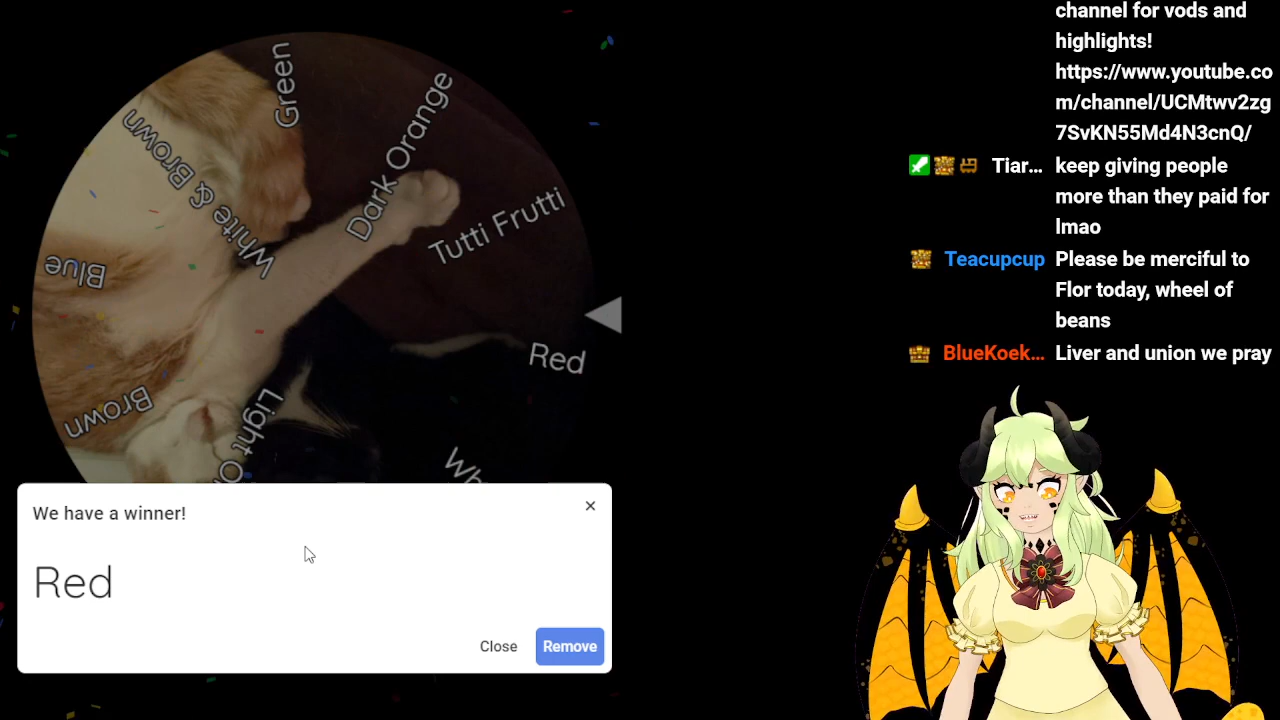 Green
Dark Orange
Tutti Frutti
White & Brown
Blue
Red
Brown
Light
We have a winner!
×
Red
Close
Remove
channel for vods and
highlights!
https://www.youtube.co
m/channel/UCMtwv2zg
7SvKN55Md4N3cnQ/
Tiar... keep giving people
more than they paid for
lmao
Teacupcup Please be merciful to
Flor today, wheel of
beans
BlueKoek... Liver and union we pray